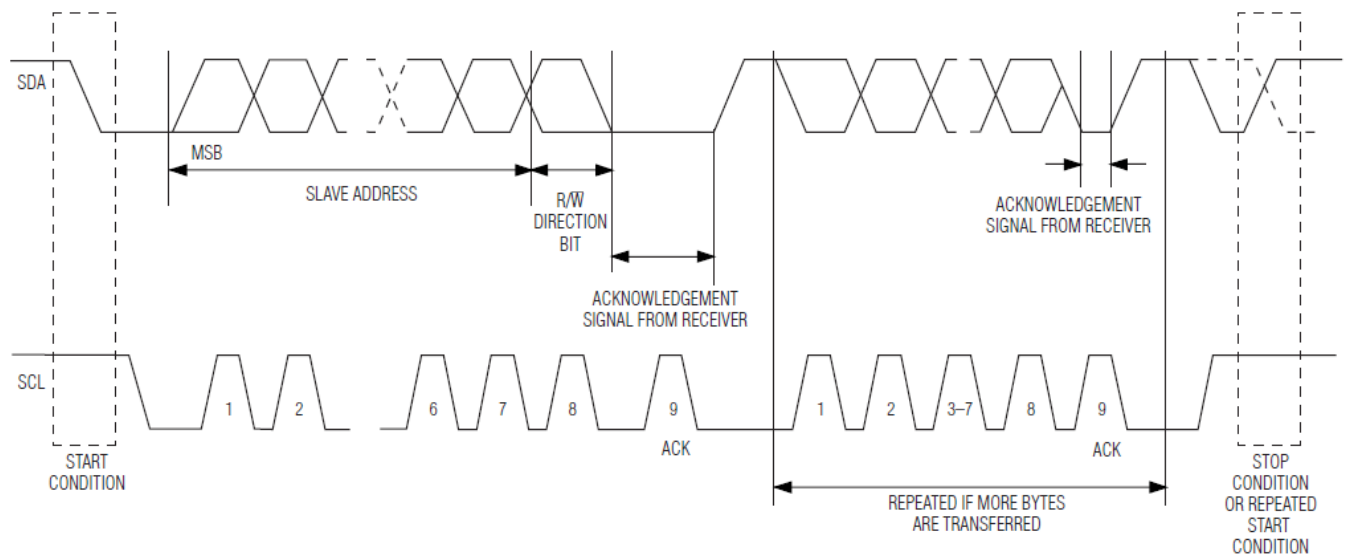 SDA
MSB
SLAVE ADDRESS
R/W̅
DIRECTION
BIT
ACKNOWLEDGEMENT
SIGNAL FROM RECEIVER
ACKNOWLEDGEMENT
SIGNAL FROM RECEIVER
SCL
1
2
6
7
8
9
1
2
3–7
8
9
ACK
ACK
START
CONDITION
REPEATED IF MORE BYTES
ARE TRANSFERRED
STOP
CONDITION
OR REPEATED
START
CONDITION